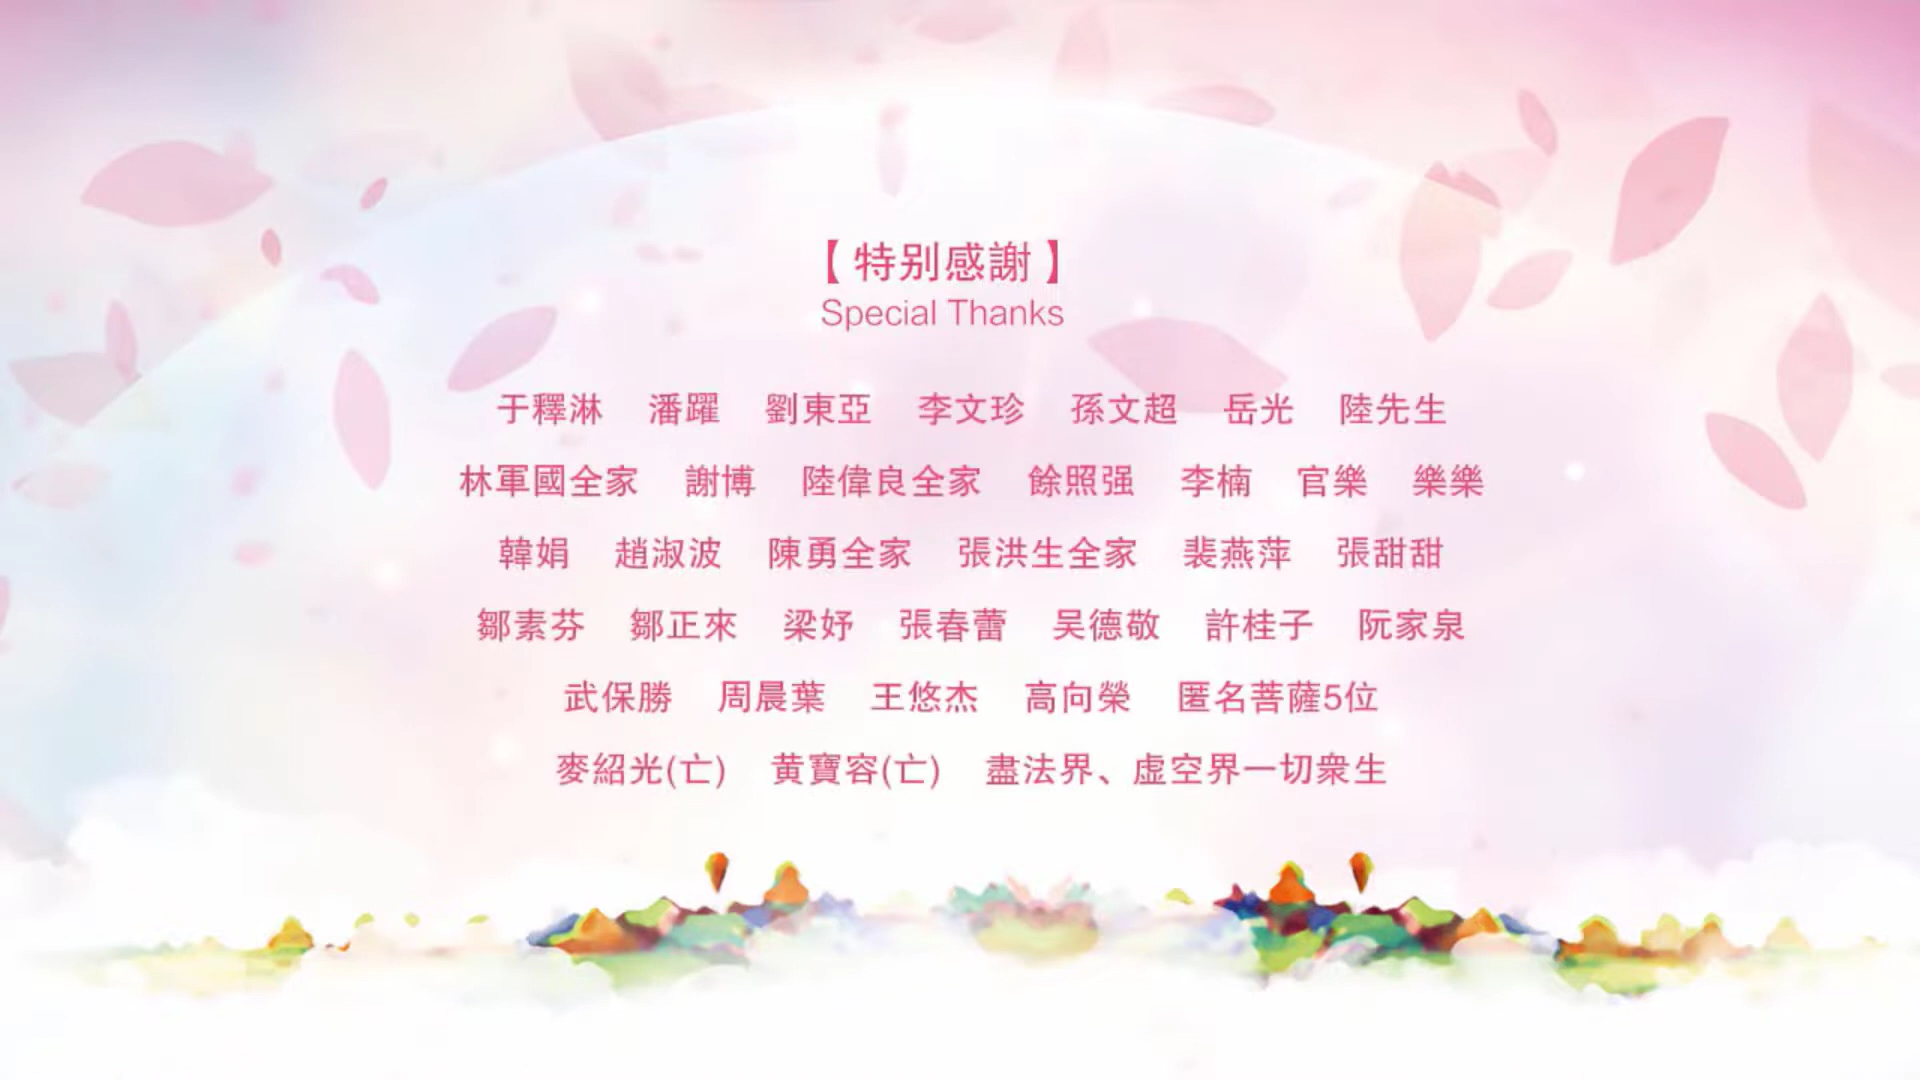 【特别感謝】
Special Thanks
于釋淋 潘躍 劉東亞 李文珍 孫文超 岳光 陸先生
林軍國全家 謝博 陸偉良全家 餘照强 李楠 官樂 樂樂
韓娟 趙淑波 陳勇全家 張洪生全家 裴燕萍 張甜甜
鄒素芬 鄒正來 梁妤 張春蕾 吴德敬 許桂子 阮家泉
武保勝 周晨葉 王悠杰 高向榮 匿名菩薩5位
麥紹光(亡) 黄寶容(亡) 盡法界、虚空界一切衆生